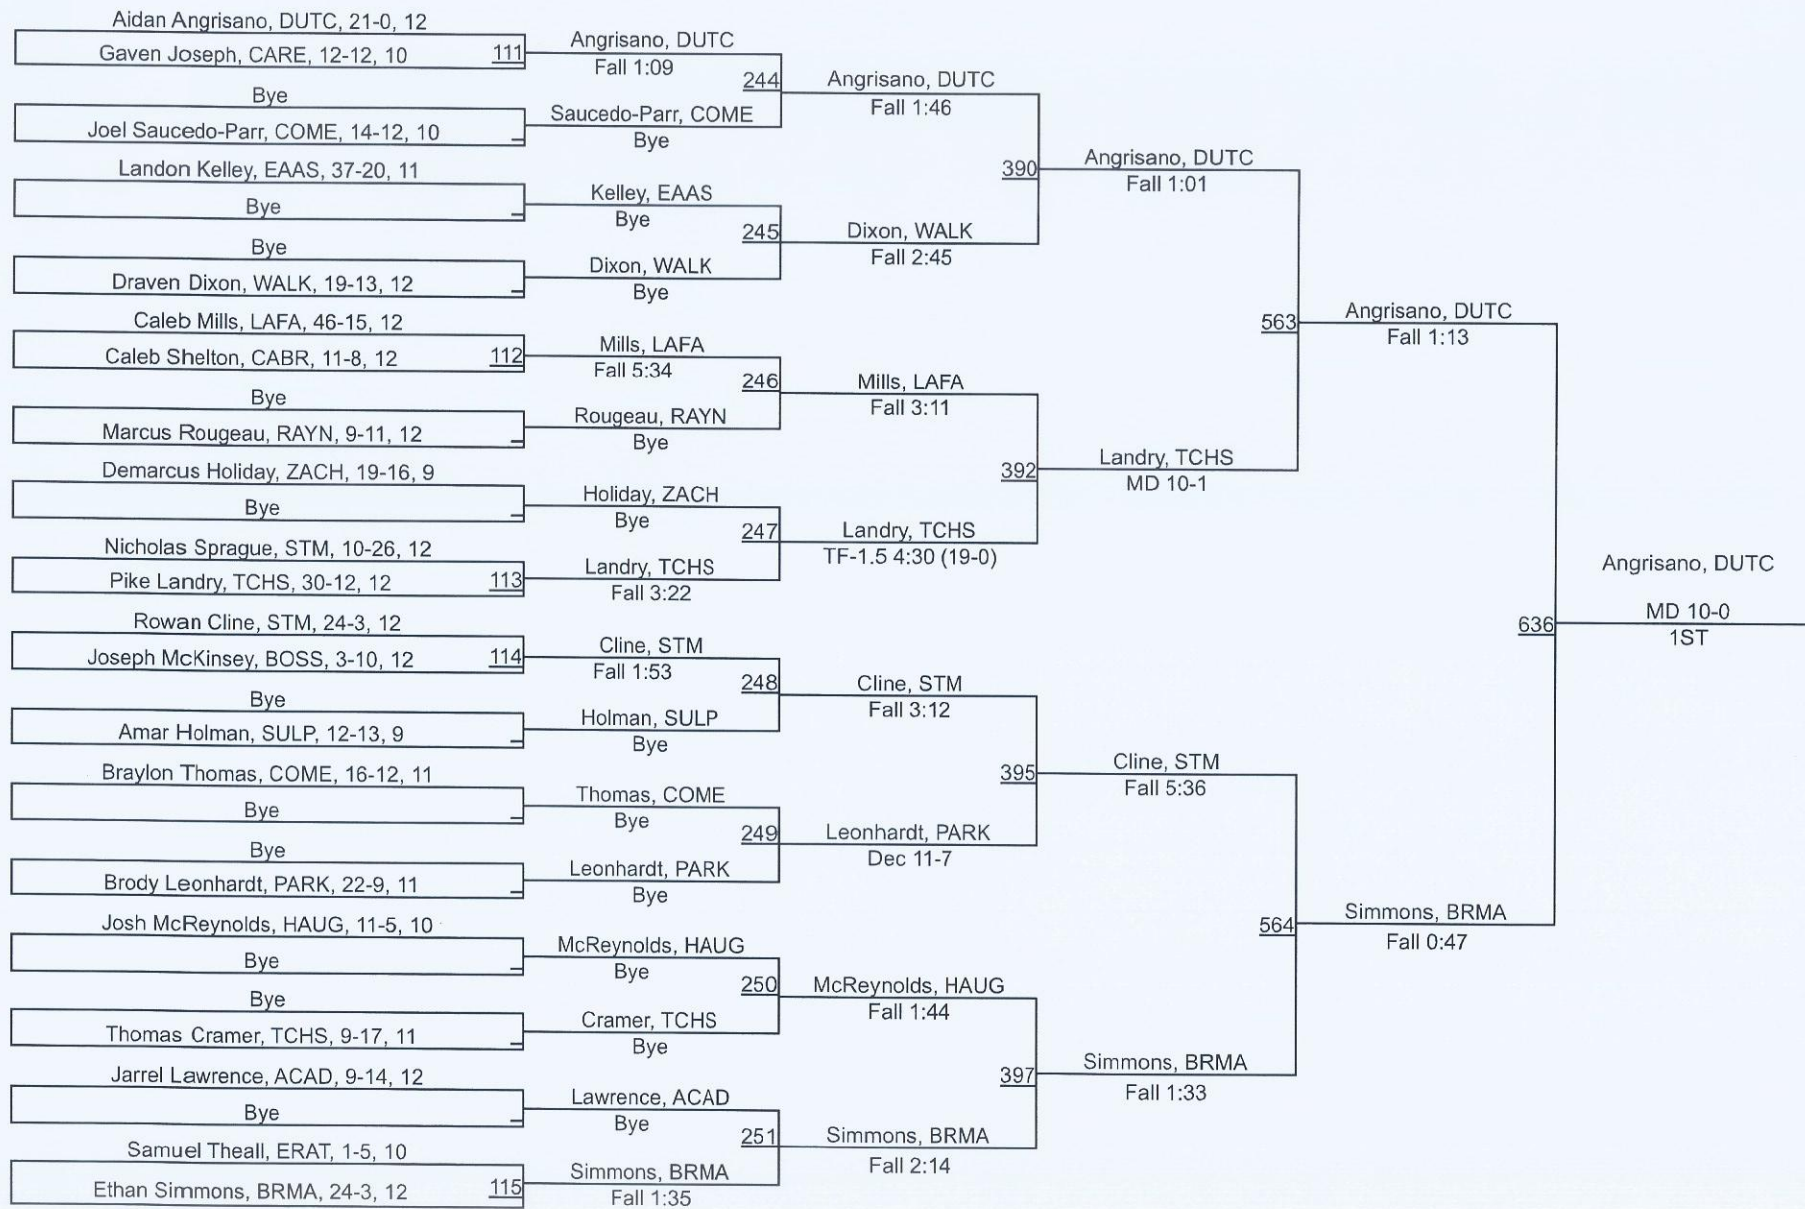 Aidan Angrisano, DUTC, 21-0, 12
Gaven Joseph, CARE, 12-12, 10
111
Bye
Joel Saucedo-Parr, COME, 14-12, 10
Landon Kelley, EAAS, 37-20, 11
Bye
Bye
Draven Dixon, WALK, 19-13, 12
Caleb Mills, LAFA, 46-15, 12
Caleb Shelton, CABR, 11-8, 12
112
Bye
Marcus Rougeau, RAYN, 9-11, 12
Demarcus Holiday, ZACH, 19-16, 9
Bye
Nicholas Sprague, STM, 10-26, 12
Pike Landry, TCHS, 30-12, 12
113
Rowan Cline, STM, 24-3, 12
Joseph McKinsey, BOSS, 3-10, 12
114
Bye
Amar Holman, SULP, 12-13, 9
Braylon Thomas, COME, 16-12, 11
Bye
Bye
Brody Leonhardt, PARK, 22-9, 11
Josh McReynolds, HAUG, 11-5, 10
Bye
Bye
Thomas Cramer, TCHS, 9-17, 11
Jarrel Lawrence, ACAD, 9-14, 12
Bye
Samuel Theall, ERAT, 1-5, 10
Ethan Simmons, BRMA, 24-3, 12
115
Angrisano, DUTC
Fall 1:09
244
Saucedo-Parr, COME
Bye
Kelley, EAAS
Bye
245
Dixon, WALK
Bye
Mills, LAFA
Fall 5:34
246
Rougeau, RAYN
Bye
Holiday, ZACH
Bye
247
Landry, TCHS
Fall 3:22
Cline, STM
Fall 1:53
248
Holman, SULP
Bye
Thomas, COME
Bye
249
Leonhardt, PARK
Bye
McReynolds, HAUG
Bye
250
Cramer, TCHS
Bye
Lawrence, ACAD
Bye
251
Simmons, BRMA
Fall 1:35
Angrisano, DUTC
Fall 1:46
390
Dixon, WALK
Fall 2:45
Mills, LAFA
Fall 3:11
392
Landry, TCHS
TF-1.5 4:30 (19-0)
Cline, STM
Fall 3:12
395
Leonhardt, PARK
Dec 11-7
McReynolds, HAUG
Fall 1:44
397
Simmons, BRMA
Fall 2:14
Angrisano, DUTC
Fall 1:01
563
Landry, TCHS
MD 10-1
Cline, STM
Fall 5:36
564
Simmons, BRMA
Fall 1:33
Angrisano, DUTC
Fall 1:13
636
Simmons, BRMA
Fall 0:47
Angrisano, DUTC
MD 10-0
1ST